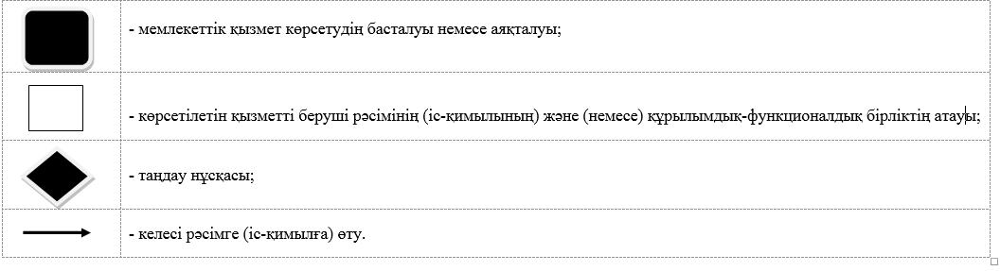 - мемлекеттік қызмет көрсетудің басталуы немесе аяқталуы;
- көрсетілетін қызметті беруші рәсімінің (іс-қимылының) және (немесе) құрылымдық-функционалдық бірліктің атауы;
- таңдау нұсқасы;
- келесі рәсімге (іс-қимылға) өту.